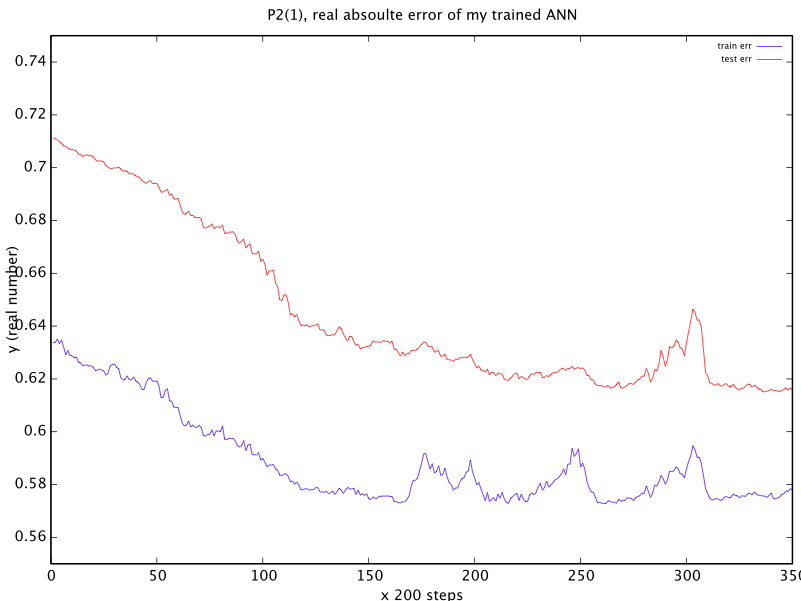 P2(1), real absoulte error of my trained ANN
train err
test err
0.74
0.72
0.7
0.68
0.66
0.64
0.62
0.6
0.58
0.56
y (real number)
0 50 100 150 200 250 300 350
x 200 steps